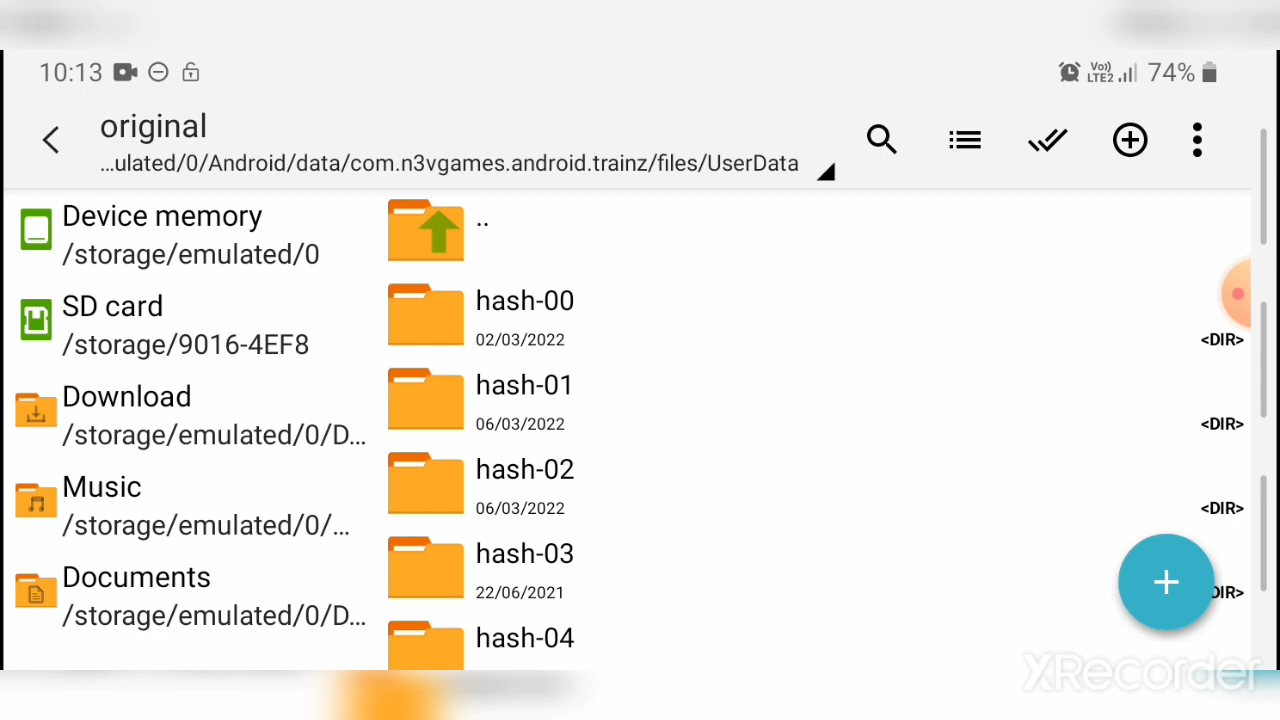 10:13
Vo)) LTE2 74%
original
...ulated/0/Android/data/com.n3vgames.android.trainz/files/UserData
Device memory
/storage/emulated/0
SD card
/storage/9016-4EF8
Download
/storage/emulated/0/D...
Music
/storage/emulated/0/...
Documents
/storage/emulated/0/D...
..
hash-00
02/03/2022
<DIR>
hash-01
06/03/2022
<DIR>
hash-02
06/03/2022
<DIR>
hash-03
22/06/2021
DIR>
hash-04
XRecorder